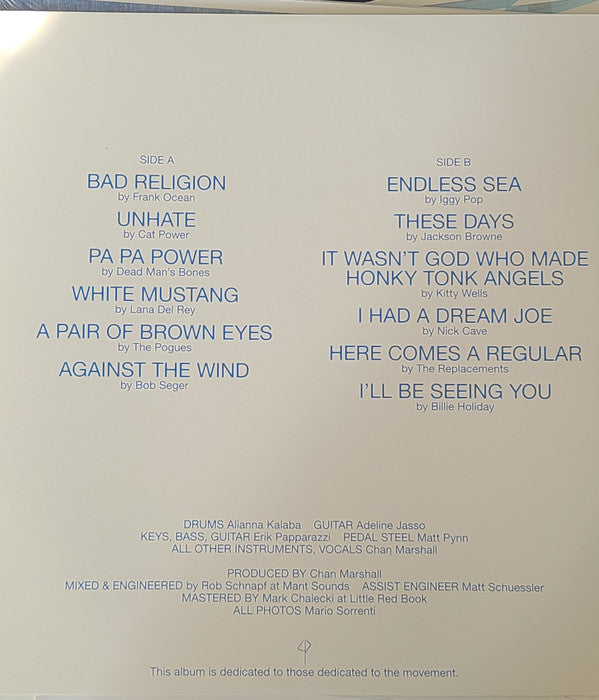 SIDE A
BAD RELIGION
by Frank Ocean
UNHATE
by Cat Power
PA PA POWER
by Dead Man's Bones
WHITE MUSTANG
by Lana Del Rey
A PAIR OF BROWN EYES
by The Pogues
AGAINST THE WIND
by Bob Seger
SIDE B
ENDLESS SEA
by Iggy Pop
THESE DAYS
by Jackson Browne
IT WASN'T GOD WHO MADE
HONKY TONK ANGELS
by Kitty Wells
I HAD A DREAM JOE
by Nick Cave
HERE COMES A REGULAR
by The Replacements
I'LL BE SEEING YOU
by Billie Holiday
DRUMS Alianna Kalaba GUITAR Adeline Jasso
KEYS, BASS, GUITAR Erik Papparazzi PEDAL STEEL Matt Pynn
ALL OTHER INSTRUMENTS, VOCALS Chan Marshall
PRODUCED BY Chan Marshall
MIXED & ENGINEERED by Rob Schnapf at Mant Sounds ASSIST ENGINEER Matt Schuessler
MASTERED BY Mark Chalecki at Little Red Book
ALL PHOTOS Mario Sorrenti
This album is dedicated to those dedicated to the movement.